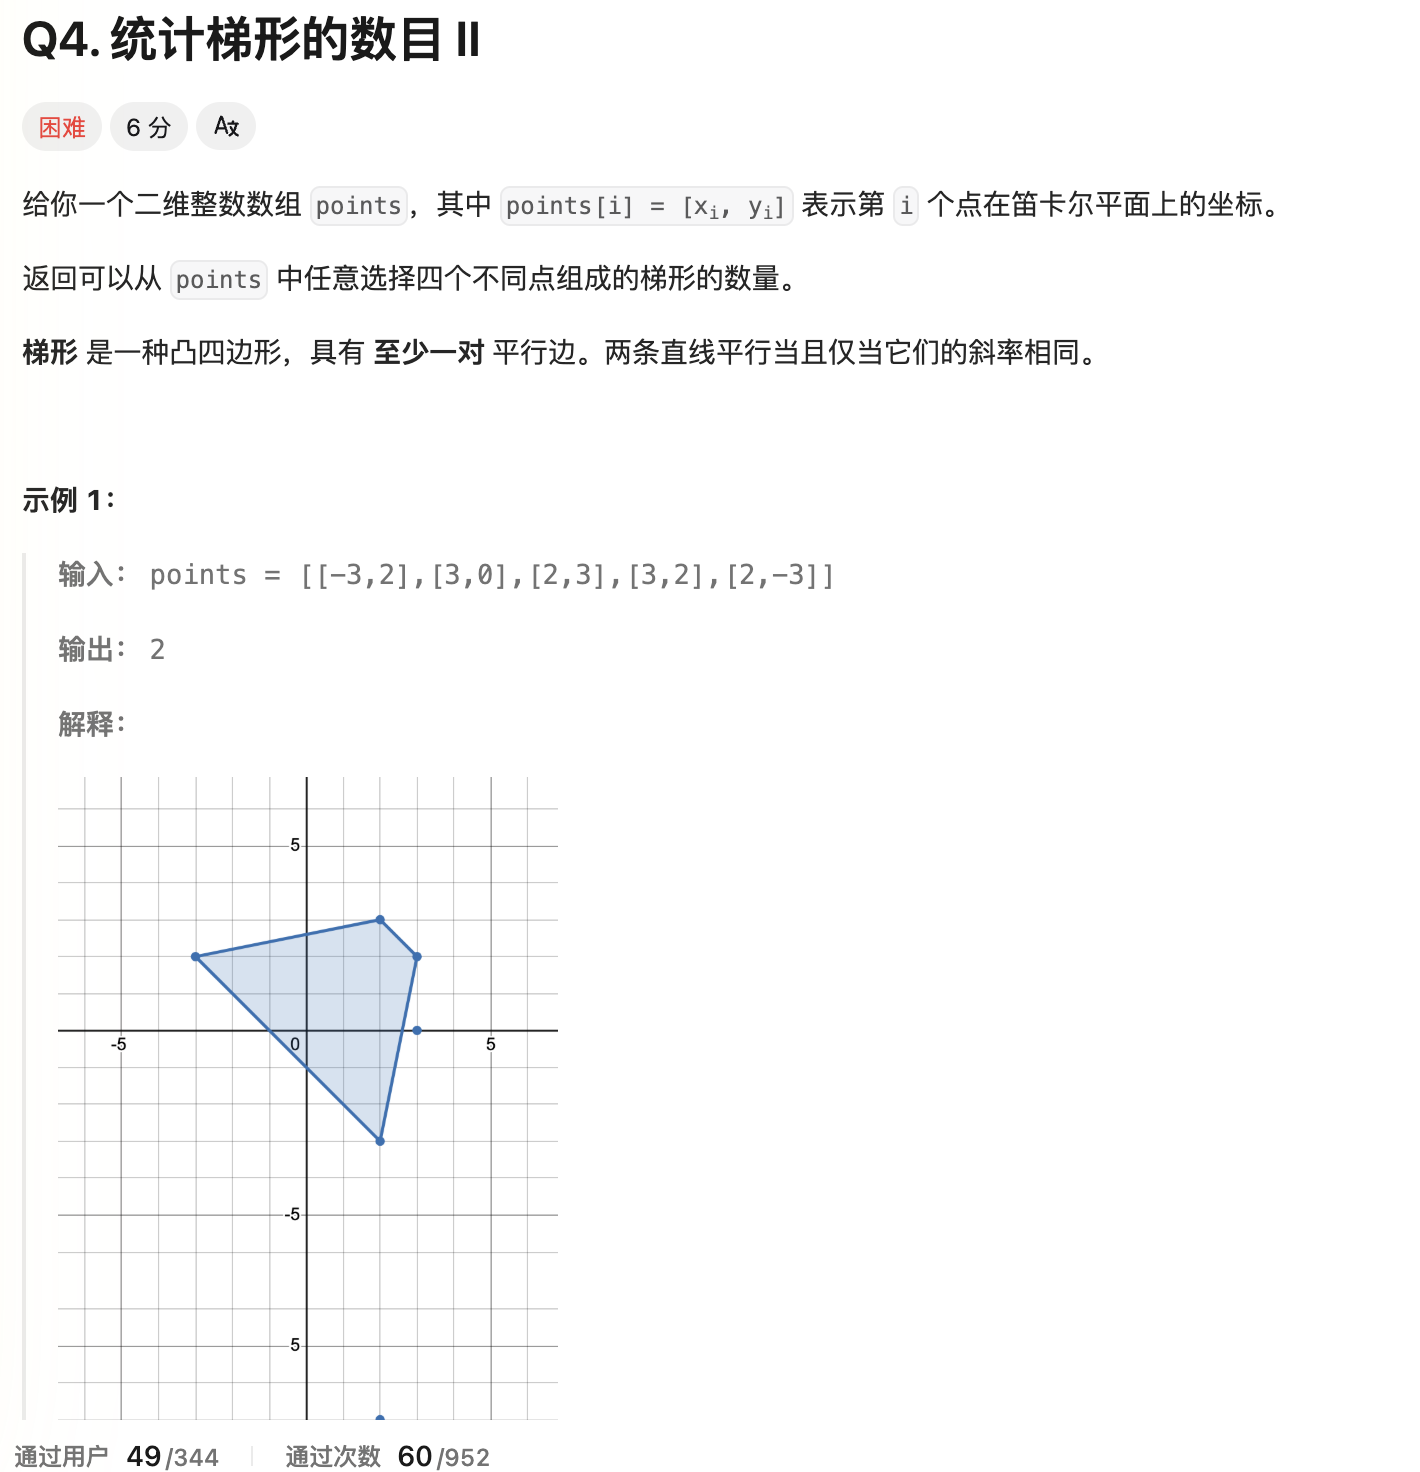 Q4. 统计梯形的数目 II
困难 6 分
给你一个二维整数数组 points，其中 points[i] = [xi, yi] 表示第 i 个点在笛卡尔平面上的坐标。
返回可以从 points 中任意选择四个不同点组成的梯形的数量。
梯形 是一种凸四边形，具有 至少一对 平行边。两条直线平行当且仅当它们的斜率相同。
示例 1：
输入： points = [[-3,2],[3,0],[2,3],[3,2],[2,-3]]
输出： 2
解释：
5
-5 0 5
-5
5
通过用户 49/344 通过次数 60/952